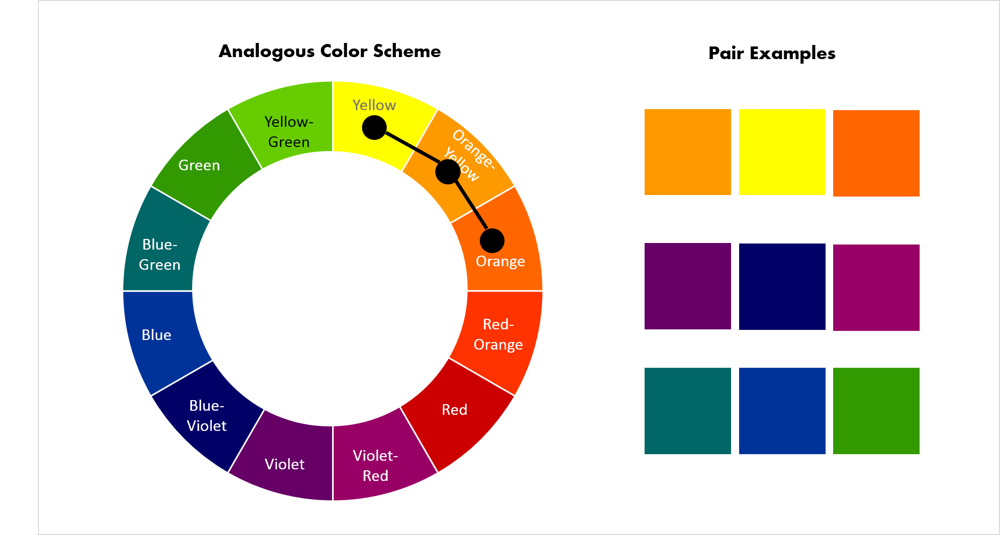 Analogous Color Scheme
Pair Examples
Yellow
Orange-
Yellow
Orange
Red-
Orange
Red
Violet-
Red
Violet
Blue-
Violet
Blue
Blue-
Green
Green
Yellow-
Green